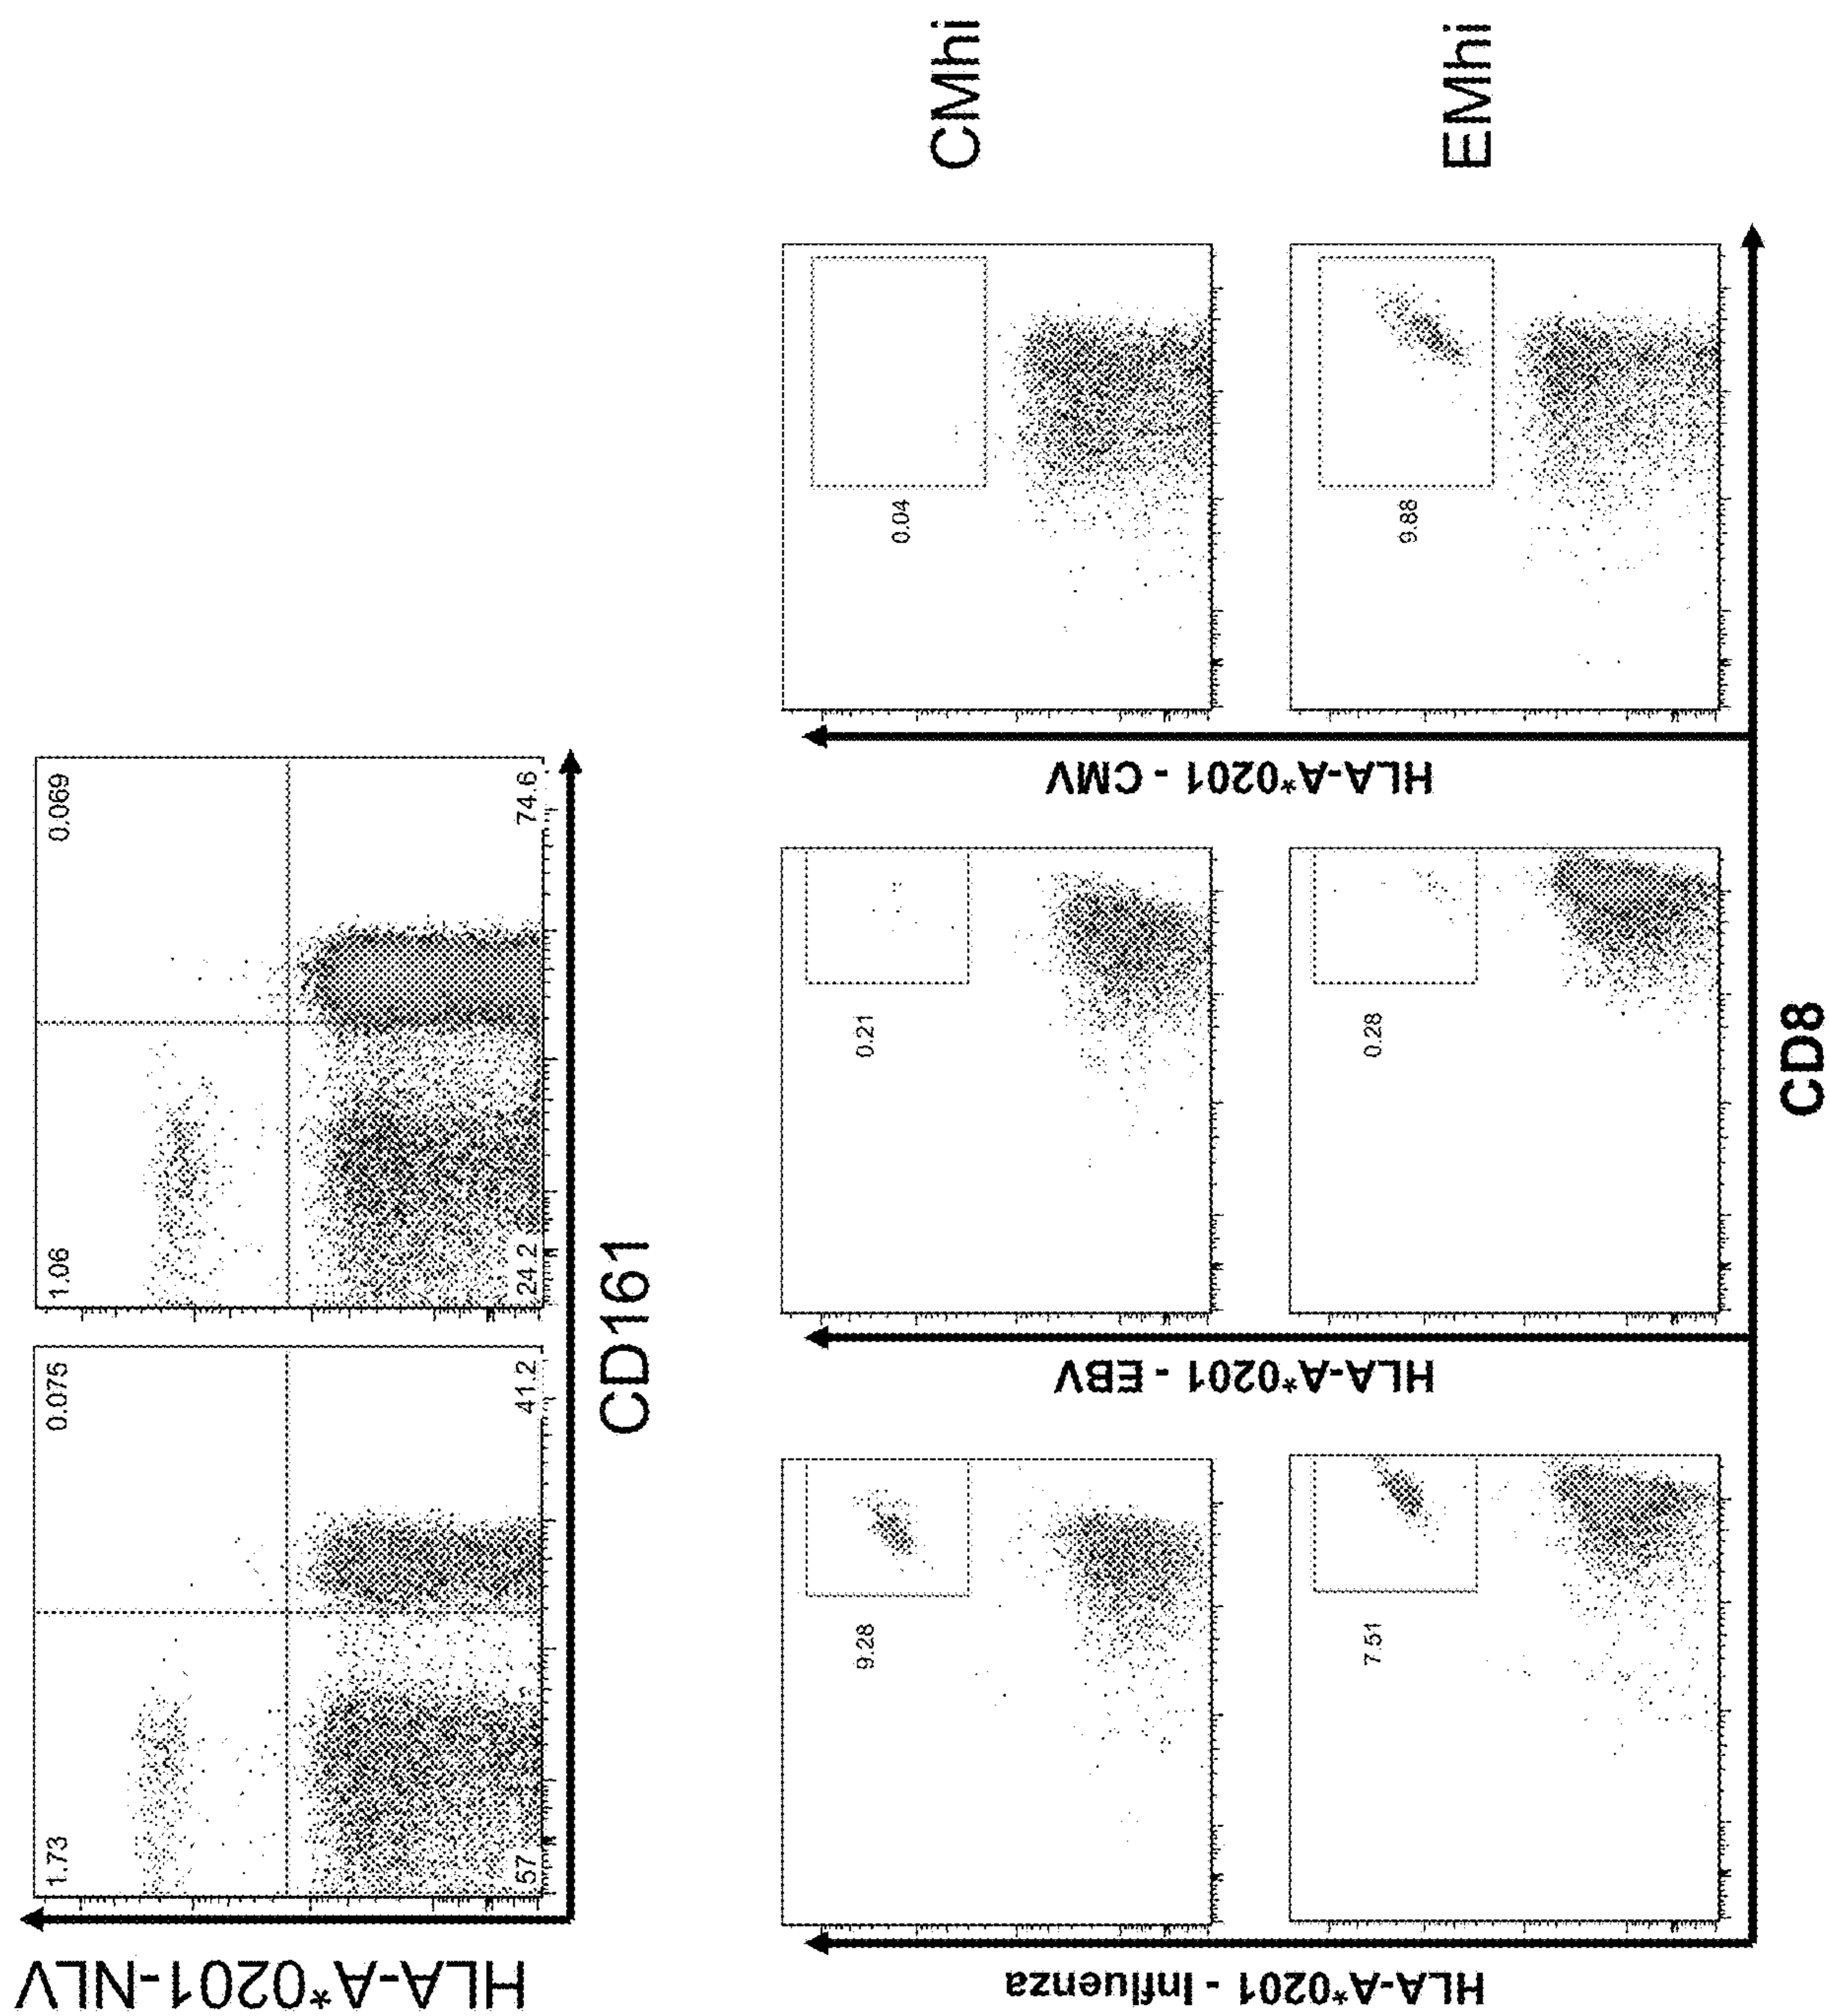 HLA-A*0201-NLV
1.73
0.075
57
41.2
1.06
0.069
24.2
74.6
CD161
HLA-A*0201 - Influenza
9.28
7.51
HLA-A*0201 - EBV
0.21
0.28
HLA-A*0201 - CMV
0.04
9.88
CMhi
EMhi
CD8